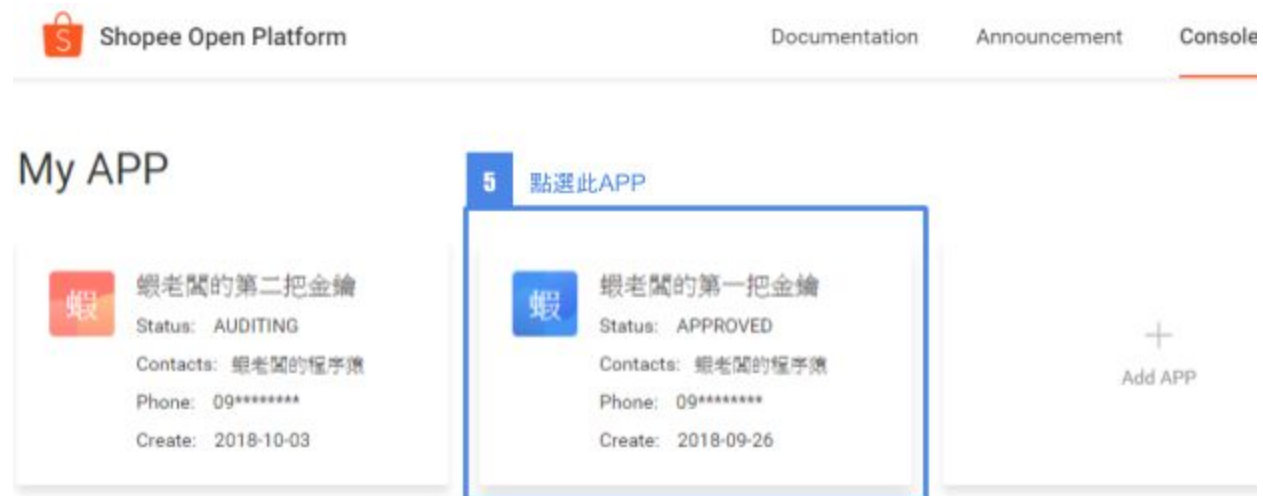 Shopee Open Platform
Documentation
Announcement
Console
My APP
5 點選此APP
蝦
蝦老闆的第二把金鑰
Status: AUDITING
Contacts: 蝦老闆的程序猿
Phone: 09********
Create: 2018-10-03
蝦
蝦老闆的第一把金鑰
Status: APPROVED
Contacts: 蝦老闆的程序猿
Phone: 09********
Create: 2018-09-26
+
Add APP